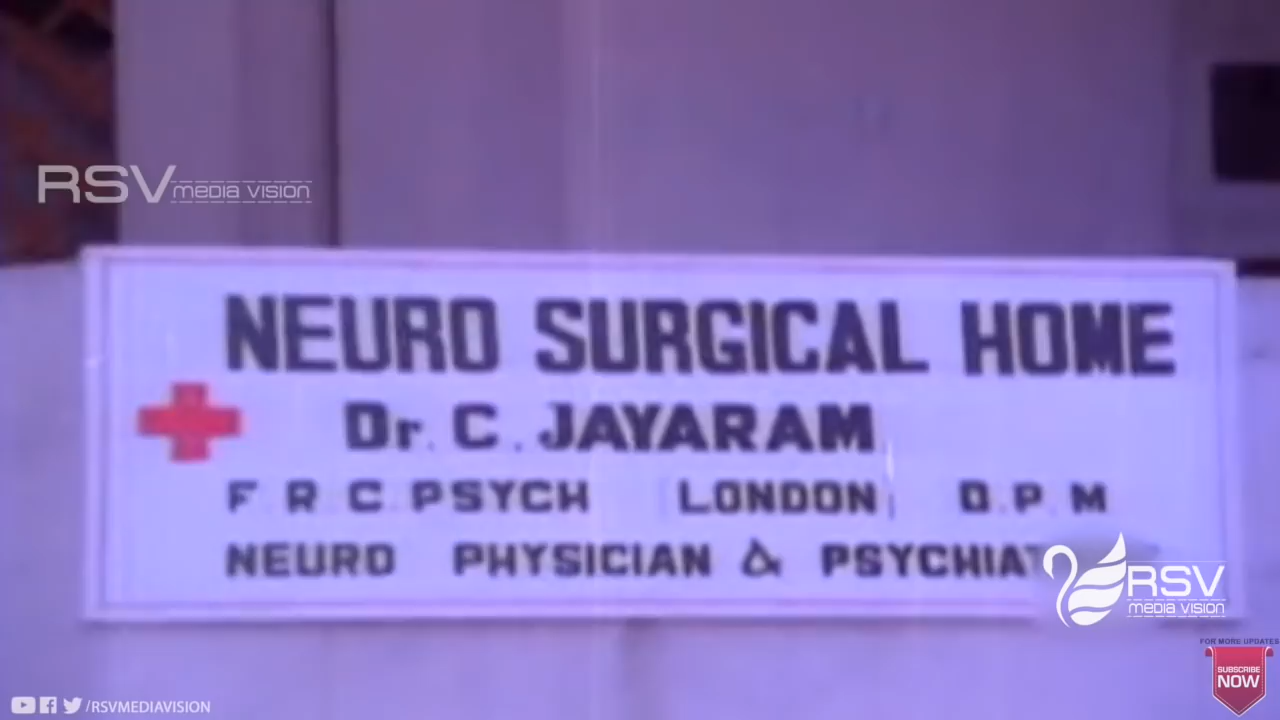 RSV MEDIA VISION
NEURO SURGICAL HOME
Dr. C. JAYARAM
F R C PSYCH LONDON D.P.M
NEURO PHYSICIAN &
RSV
MEDIA VISION
FOR MORE UPDATES
SUBSCRIBE
NOW
/RSVMEDIAVISION